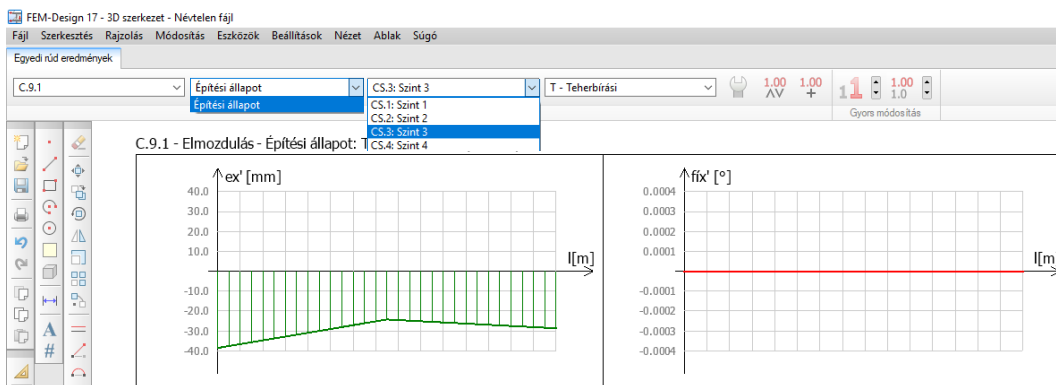 FEM-Design 17 - 3D szerkezet - Névtelen fájl
Fájl Szerkesztés Rajzolás Módosítás Eszközök Beállítások Nézet Ablak Súgó
Egyedi rúd eredmények
C.9.1 Építési állapot CS.3: Szint 3 T - Teherbírási 1.00 1.00 11 1.00 1.0
Építési állapot
CS.1: Szint 1
CS.2: Szint 2
CS.3: Szint 3
CS.4: Szint 4
Gyors módosítás
C.9.1 - Elmozdulás - Építési állapot: T
ex' [mm]
40.0
30.0
20.0
10.0
l[m]
-10.0
-20.0
-30.0
-40.0
fíx' [°]
0.0004
0.0003
0.0002
0.0001
l[m
-0.0001
-0.0002
-0.0003
-0.0004
A
#